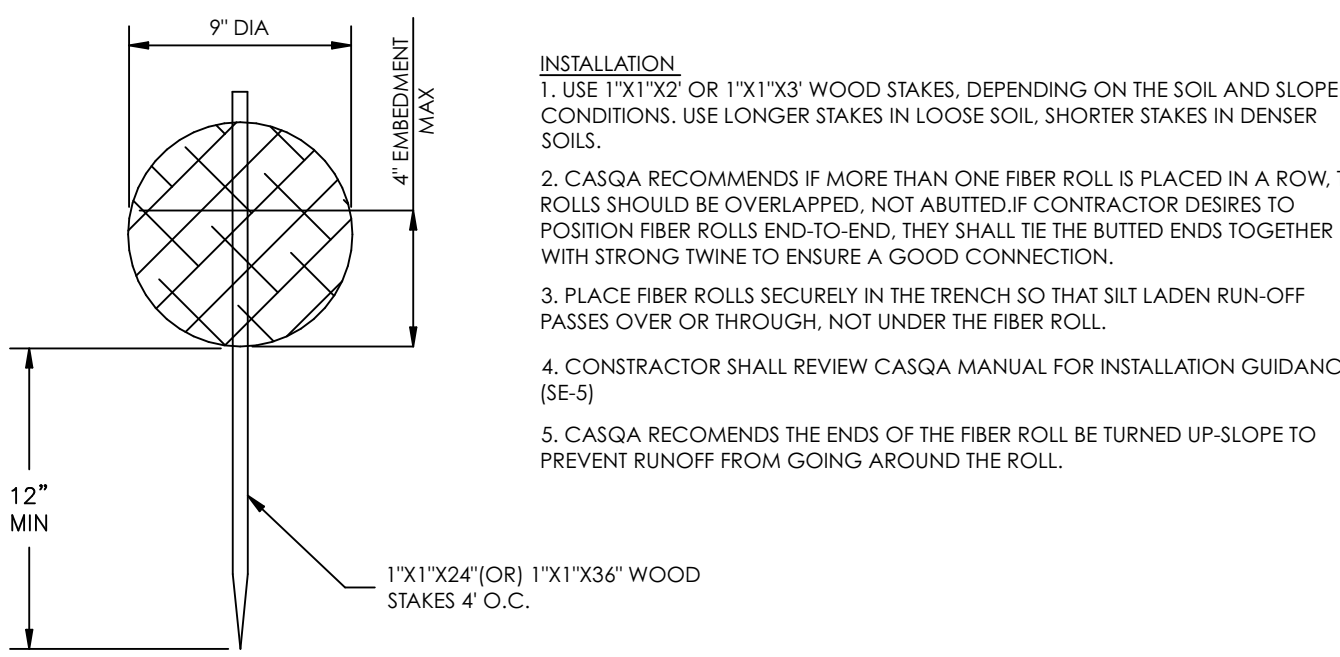 9" DIA
4" EMBEDMENT
MAX
12”
MIN
1"X1"X24"(OR) 1"X1"X36" WOOD
STAKES 4' O.C.
INSTALLATION
1. USE 1"X1"X2' OR 1"X1"X3' WOOD STAKES, DEPENDING ON THE SOIL AND SLOPE
CONDITIONS. USE LONGER STAKES IN LOOSE SOIL, SHORTER STAKES IN DENSER
SOILS.
2. CASQA RECOMMENDS IF MORE THAN ONE FIBER ROLL IS PLACED IN A ROW,
ROLLS SHOULD BE OVERLAPPED, NOT ABUTTED.IF CONTRACTOR DESIRES TO
POSITION FIBER ROLLS END-TO-END, THEY SHALL TIE THE BUTTED ENDS TOGETHER
WITH STRONG TWINE TO ENSURE A GOOD CONNECTION.
3. PLACE FIBER ROLLS SECURELY IN THE TRENCH SO THAT SILT LADEN RUN-OFF
PASSES OVER OR THROUGH, NOT UNDER THE FIBER ROLL.
4. CONSTRACTOR SHALL REVIEW CASQA MANUAL FOR INSTALLATION GUIDANC
(SE-5)
5. CASQA RECOMENDS THE ENDS OF THE FIBER ROLL BE TURNED UP-SLOPE TO
PREVENT RUNOFF FROM GOING AROUND THE ROLL.